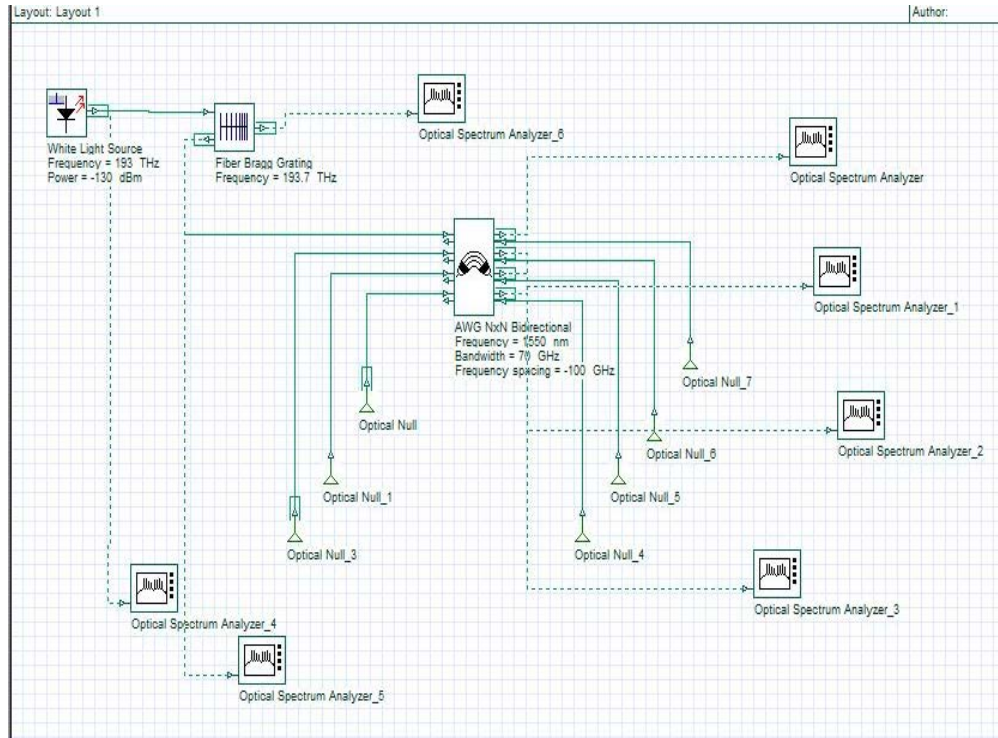 Layout: Layout 1
Author:
White Light Source
Frequency = 193 THz
Power = -130 dBm
Fiber Bragg Grating
Frequency = 193.7 THz
Optical Spectrum Analyzer_6
Optical Spectrum Analyzer
Optical Spectrum Analyzer_1
AWG NxN Bidirectional
Frequency = 1550 nm
Bandwidth = 70 GHz
Frequency spacing = -100 GHz
Optical Null_7
Optical Null
Optical Null_6
Optical Spectrum Analyzer_2
Optical Null_1
Optical Null_5
Optical Null_3
Optical Null_4
Optical Spectrum Analyzer_3
Optical Spectrum Analyzer_4
Optical Spectrum Analyzer_5